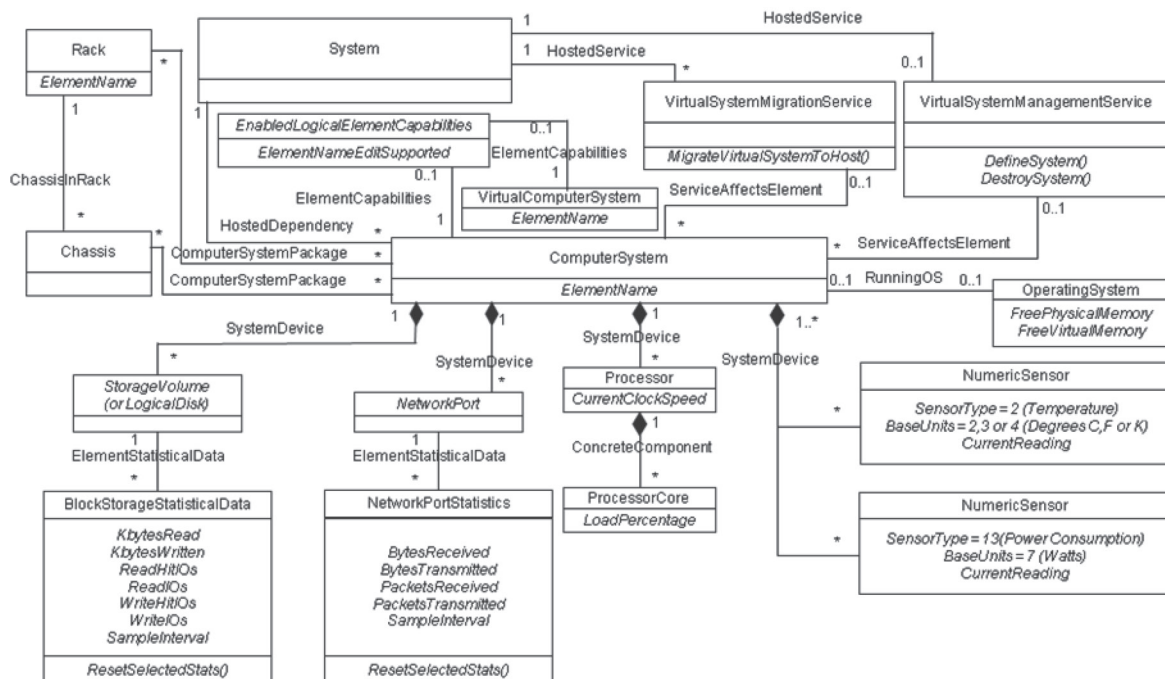 HostedService
1
Rack
System
1
HostedService
*
*
0..1
ElementName
1
1
VirtualSystemMigrationService
VirtualSystemManagementService
EnabledLogicalElementCapabilities
0..1
ElementNameEditSupported
ElementCapabilities
MigrateVirtualSystemToHost()
DefineSystem()
DestroySystem()
ChassisInRack
0..1
1
0..1
ElementCapabilities
VirtualComputerSystem
ServiceAffectsElement
0..1
ElementName
*
HostedDependency
1
*
*
*
Chassis
ComputerSystemPackage
*
ComputerSystem
*
ServiceAffectsElement
ComputerSystemPackage
*
ElementName
0..1
RunningOS
0..1
OperatingSystem
FreePhysicalMemory
FreeVirtualMemory
1
1
1
1..*
SystemDevice
SystemDevice
SystemDevice
SystemDevice
*
*
*
StorageVolume
(or LogicalDisk)
NetworkPort
Processor
CurrentClockSpeed
NumericSensor
SensorType = 2 (Temperature)
BaseUnits = 2,3 or 4 (Degrees C,F or K)
CurrentReading
*
1
1
1
ElementStatisticalData
ElementStatisticalData
ConcreteComponent
*
*
*
BlockStorageStatisticalData
NetworkPortStatistics
ProcessorCore
LoadPercentage
NumericSensor
SensorType = 13(Power Consumption)
BaseUnits = 7 (Watts)
CurrentReading
*
KbytesRead
KbytesWritten
ReadHitIOs
ReadIOs
WriteHitIOs
WriteIOs
SampleInterval
BytesReceived
BytesTransmitted
PacketsReceived
PacketsTransmitted
SampleInterval
ResetSelectedStats()
ResetSelectedStats()